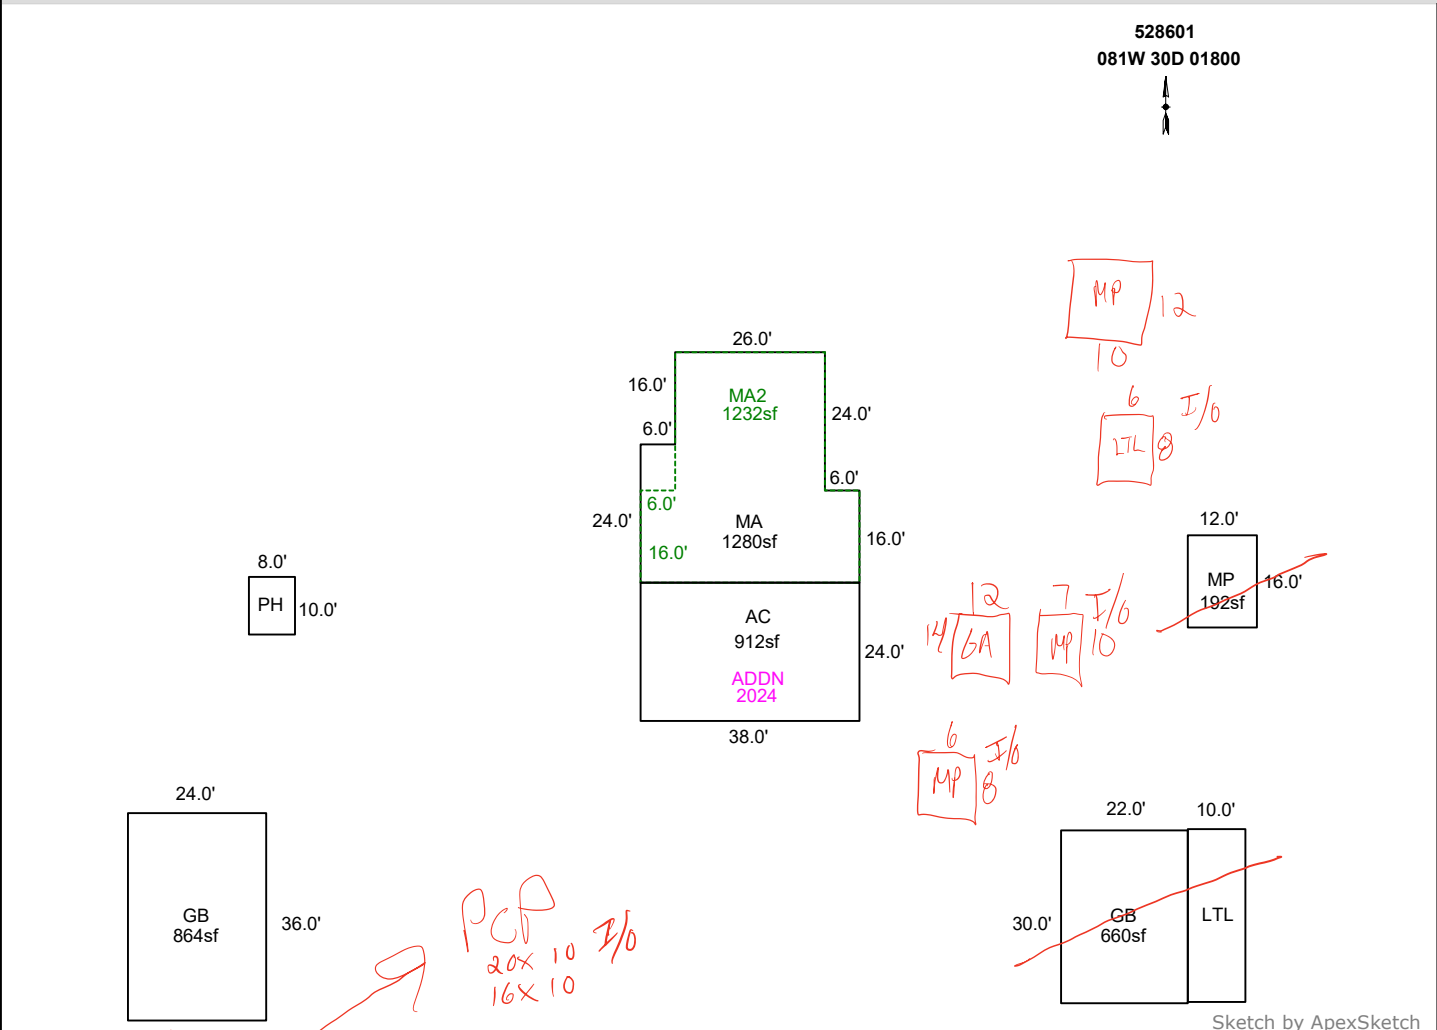 528601
081W 30D 01800
MP
12
10
6
I/0
LTL
8
26.0'
16.0'
MA2
1232sf
24.0'
6.0'
6.0'
6.0'
24.0'
MA
1280sf
16.0'
16.0'
12.0'
MP
192sf
16.0'
8.0'
PH
10.0'
AC
912sf
24.0'
ADDN
2024
38.0'
12
14
GA
7
I/0
MP
10
6
I/0
MP
8
24.0'
GB
864sf
36.0'
PCP
20x 10
16x10
I/0
22.0'
10.0'
30.0'
GB
660sf
LTL
Sketch by ApexSketch